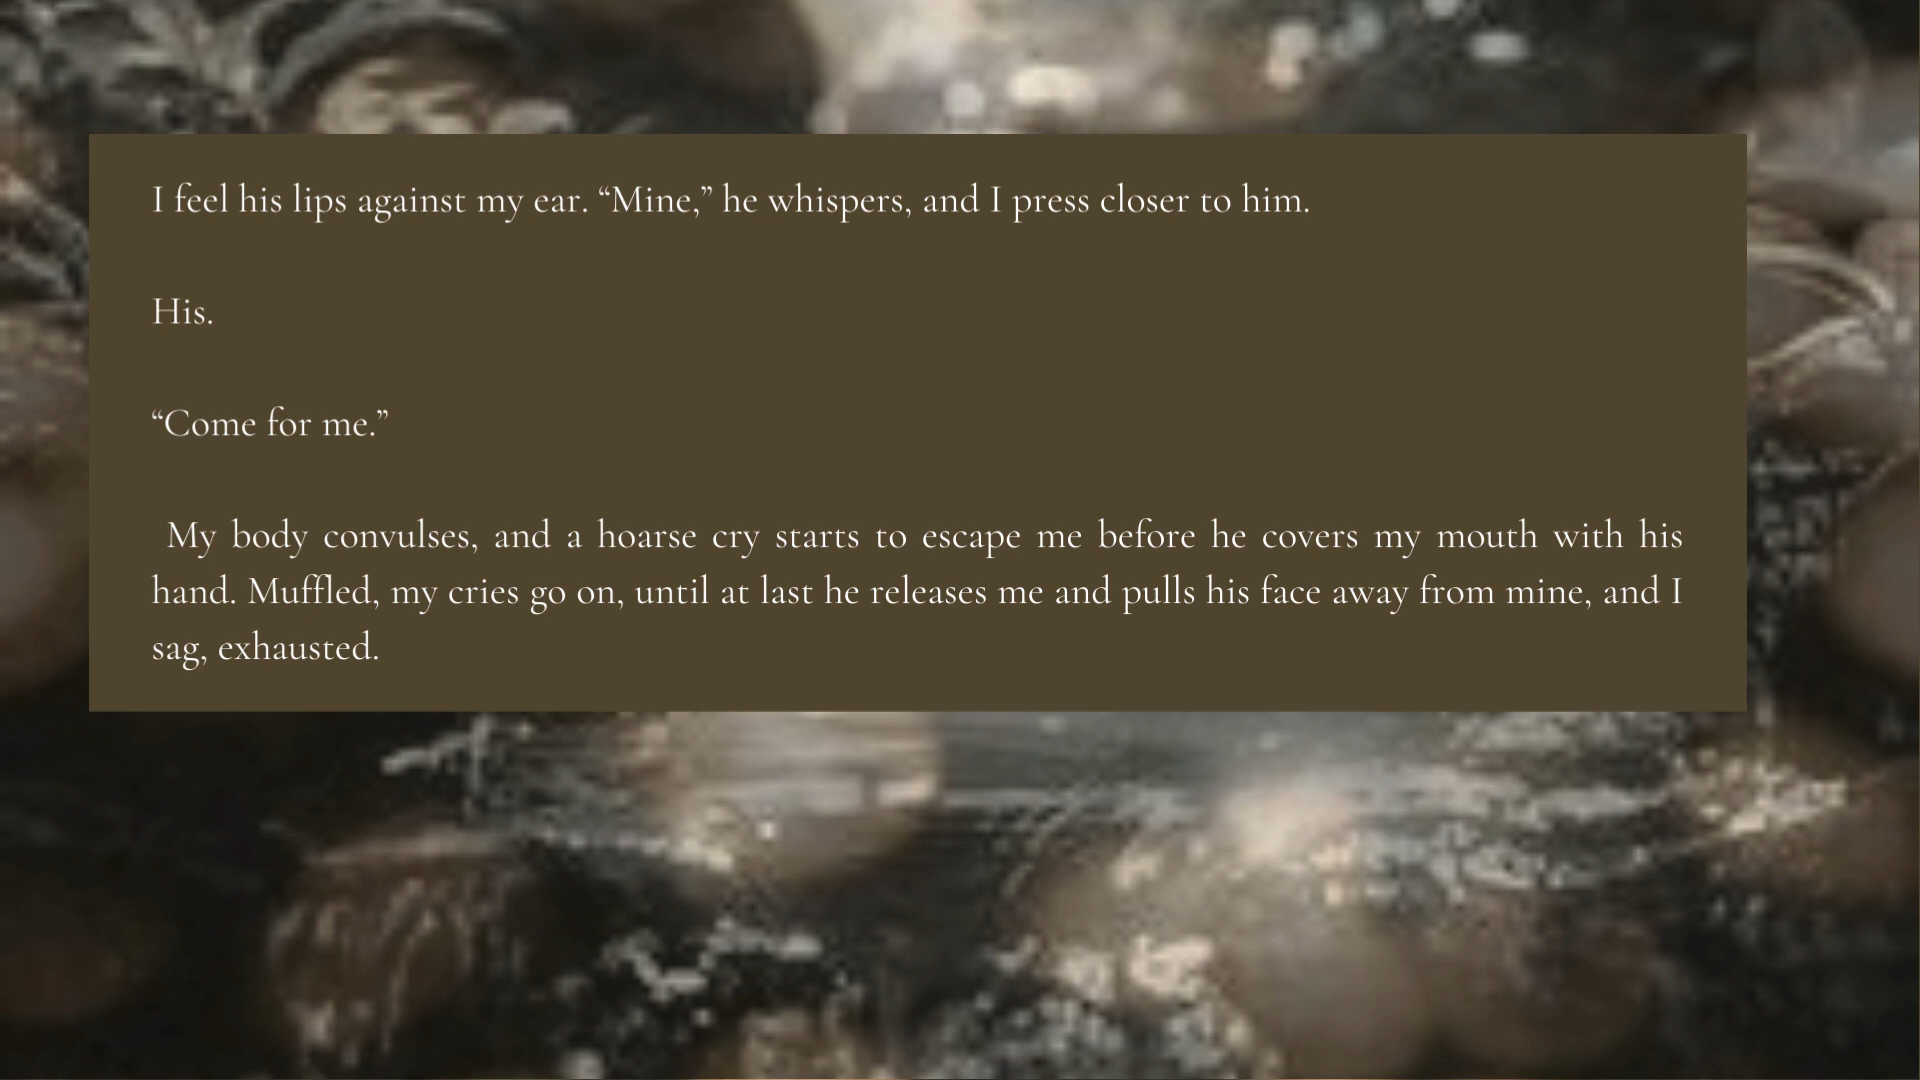 I feel his lips against my ear. “Mine,” he whispers, and I press closer to him.
His.
“Come for me.”
My body convulses, and a hoarse cry starts to escape me before he covers my mouth with his
hand. Muffled, my cries go on, until at last he releases me and pulls his face away from mine, and I
sag, exhausted.